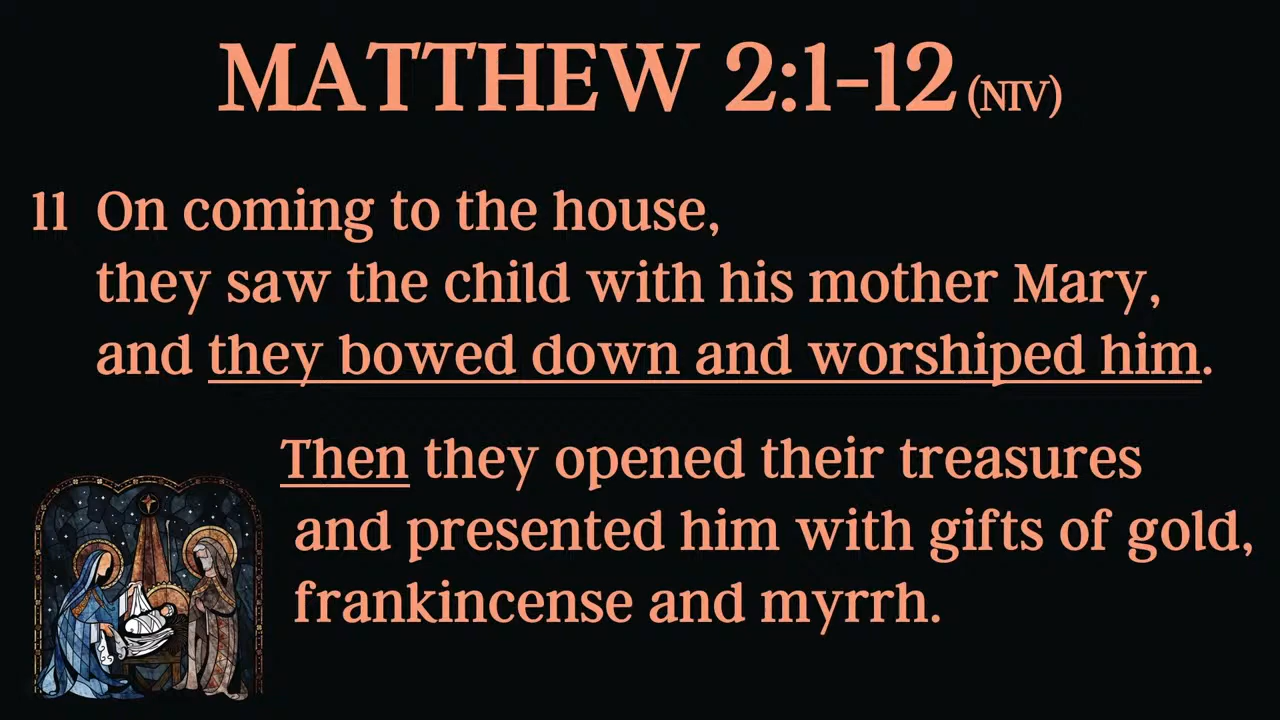 MATTHEW 2:1-12 (NIV)
11 On coming to the house,
they saw the child with his mother Mary,
and they bowed down and worshiped him.
Then they opened their treasures
and presented him with gifts of gold,
frankincense and myrrh.